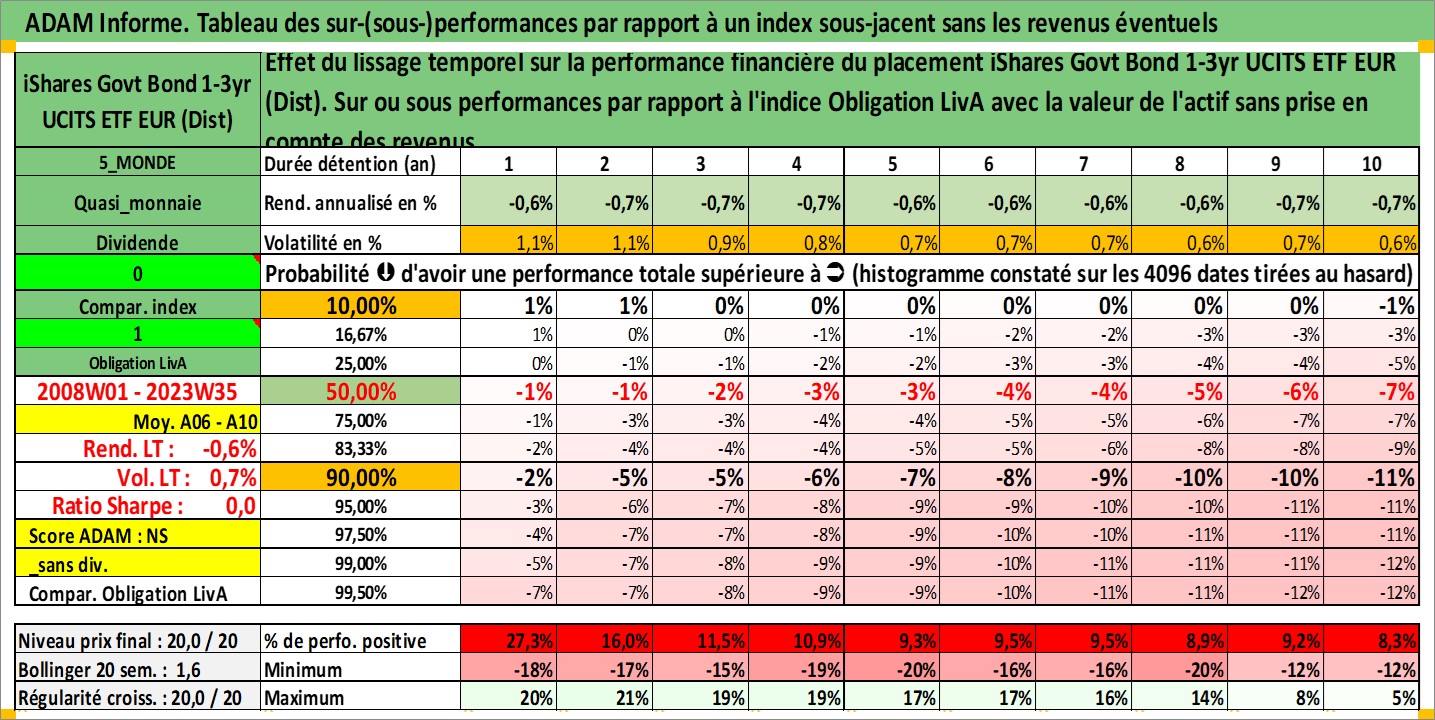 ADAM Informe. Tableau des sur-(sous-)performances par rapport à un index sous-jacent sans les revenus éventuels
iShares Govt Bond 1-3yr
UCITS ETF EUR (Dist)
Effet du lissage temporel sur la performance financière du placement iShares Govt Bond 1-3yr UCITS ETF EUR
(Dist). Sur ou sous performances par rapport à l'indice Obligation LivA avec la valeur de l'actif sans prise en
compte des revenus
5_MONDE Durée détention (an) 1 2 3 4 5 6 7 8 9 10
Quasi_monnaie Rend. annualisé en % -0,6% -0,7% -0,7% -0,7% -0,6% -0,6% -0,6% -0,6% -0,7% -0,7%
Dividende Volatilité en % 1,1% 1,1% 0,9% 0,8% 0,7% 0,7% 0,7% 0,6% 0,7% 0,6%
0 Probabilité ⬇ d'avoir une performance totale supérieure à ➲ (histogramme constaté sur les 4096 dates tirées au hasard)
Compar. index 10,00% 1% 1% 0% 0% 0% 0% 0% 0% 0% -1%
1 16,67% 1% 0% 0% -1% -1% -2% -2% -3% -3% -3%
Obligation LivA 25,00% 0% -1% -1% -2% -2% -3% -3% -4% -4% -5%
2008W01 - 2023W35 50,00% -1% -1% -2% -3% -3% -4% -4% -5% -6% -7%
Moy. A06 - A10 75,00% -1% -3% -3% -4% -4% -5% -5% -6% -7% -7%
Rend. LT : -0,6% 83,33% -2% -4% -4% -4% -5% -5% -6% -8% -8% -9%
Vol. LT : 0,7% 90,00% -2% -5% -5% -6% -7% -8% -9% -10% -10% -11%
Ratio Sharpe : 0,0 95,00% -3% -6% -7% -8% -9% -9% -10% -10% -11% -11%
Score ADAM : NS 97,50% -4% -7% -7% -8% -9% -10% -10% -11% -11% -11%
_sans div. 99,00% -5% -7% -8% -9% -9% -10% -11% -11% -11% -12%
Compar. Obligation LivA 99,50% -7% -7% -8% -9% -9% -10% -11% -11% -12% -12%
Niveau prix final : 20,0 / 20 % de perfo. positive 27,3% 16,0% 11,5% 10,9% 9,3% 9,5% 9,5% 8,9% 9,2% 8,3%
Bollinger 20 sem. : 1,6 Minimum -18% -17% -15% -19% -20% -16% -16% -20% -12% -12%
Régularité croiss. : 20,0 / 20 Maximum 20% 21% 19% 19% 17% 17% 16% 14% 8% 5%